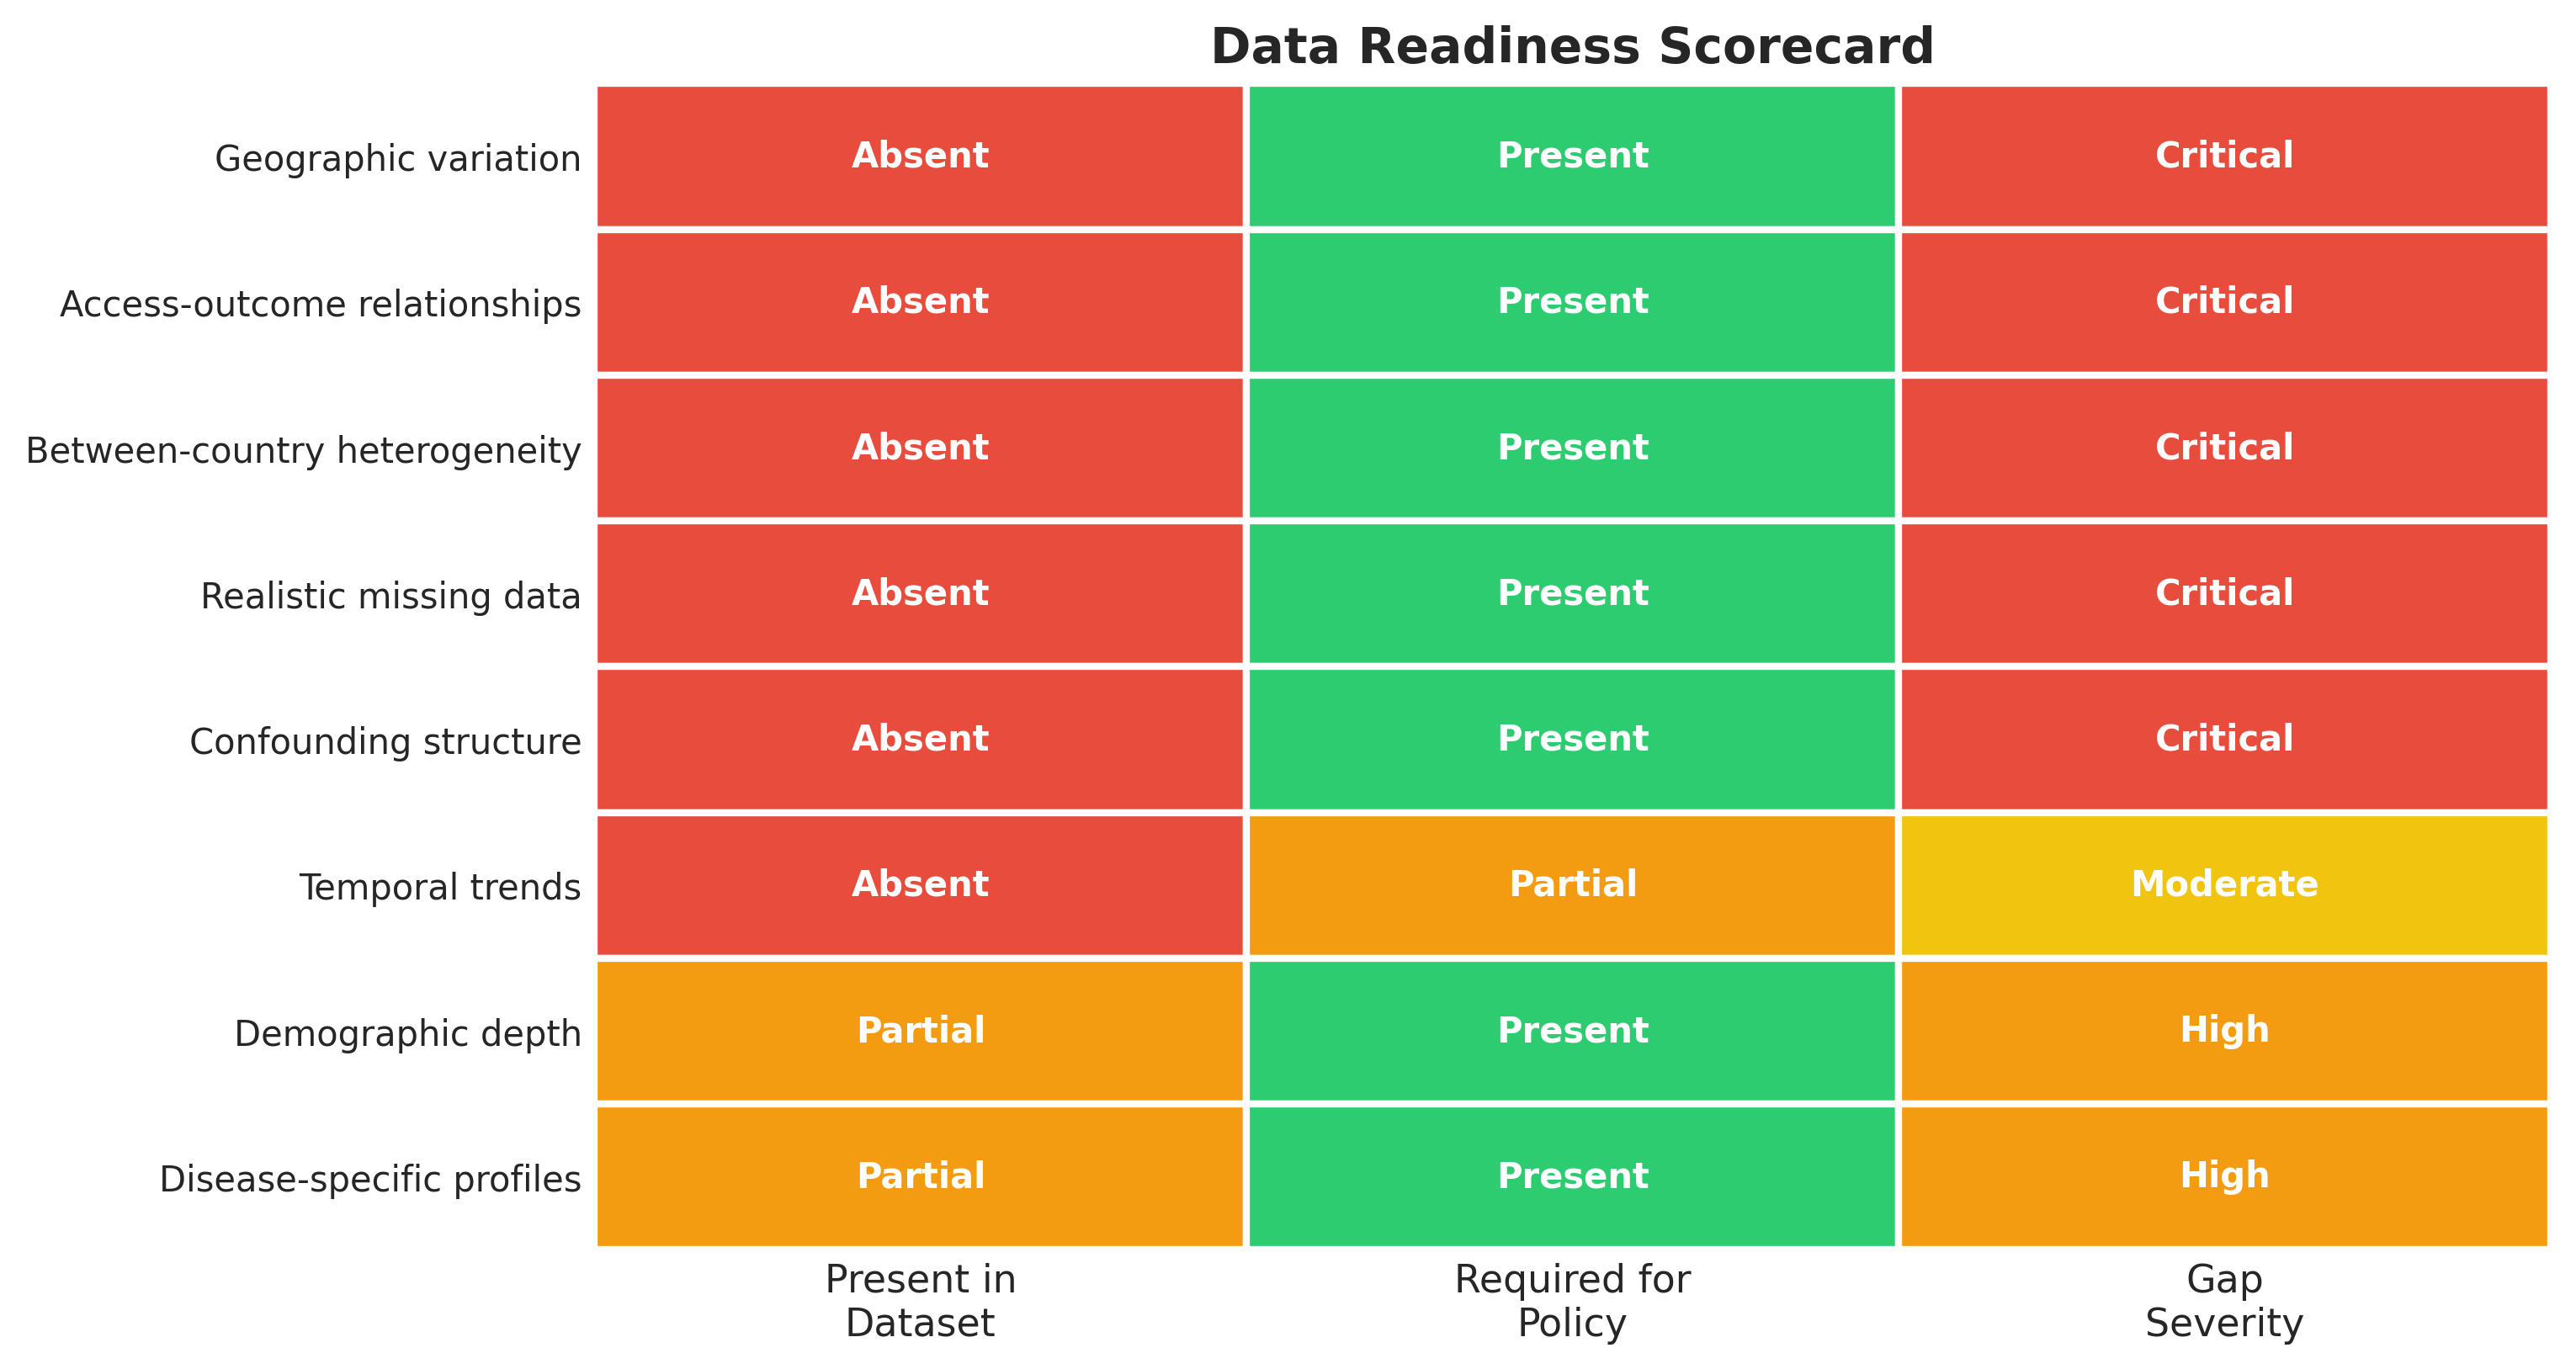 Data Readiness Scorecard
Geographic variation Absent Present Critical
Access-outcome relationships Absent Present Critical
Between-country heterogeneity Absent Present Critical
Realistic missing data Absent Present Critical
Confounding structure Absent Present Critical
Temporal trends Absent Partial Moderate
Demographic depth Partial Present High
Disease-specific profiles Partial Present High
Present in Required for Gap
Dataset Policy Severity